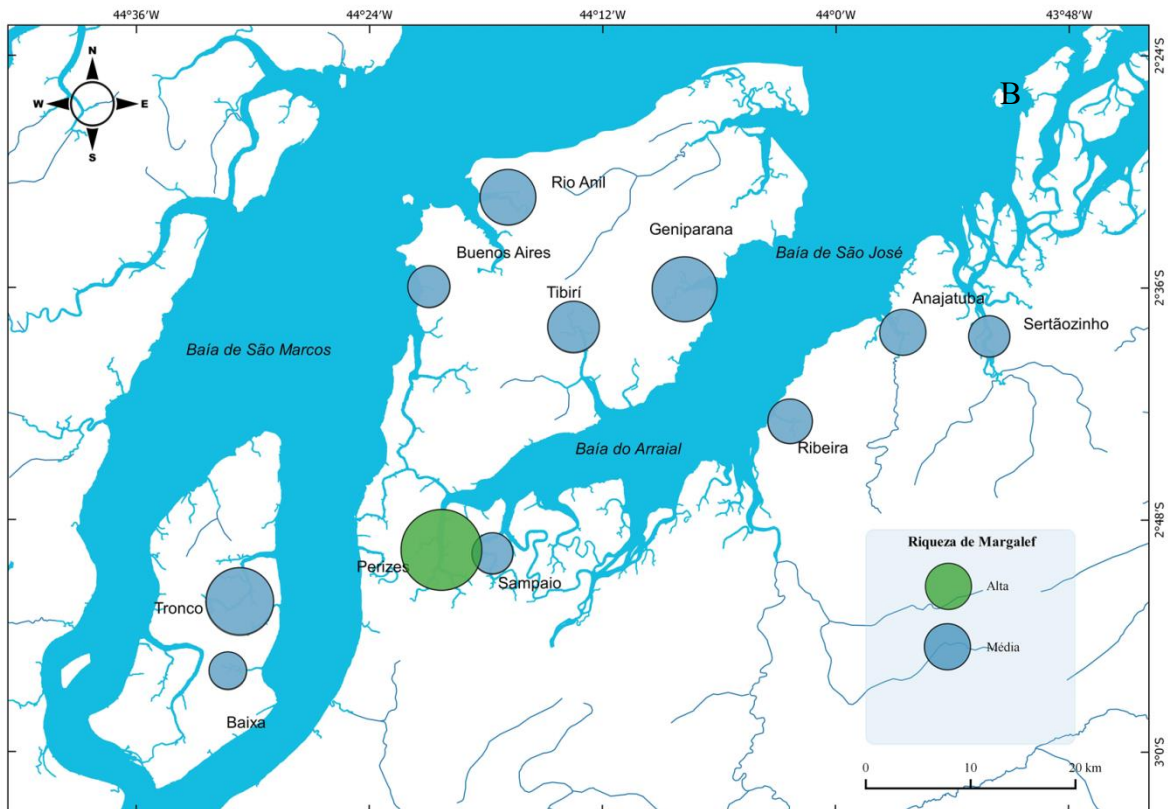 44°36'W
44°24'W
44°12'W
44°00'W
43°48'W
2°24'S
N
W
E
S
B
Rio Anil
Geniparana
Buenos Aires
Baía de São José
Tibirí
2°36'S
Anajatuba
Sertãozinho
Baía de São Marcos
Ribeira
Baía do Arraial
2°48'S
Riqueza de Margalef
Perizes
Sampaio
Alta
Tronco
Média
Baixa
3°0'S
0
10
20 km